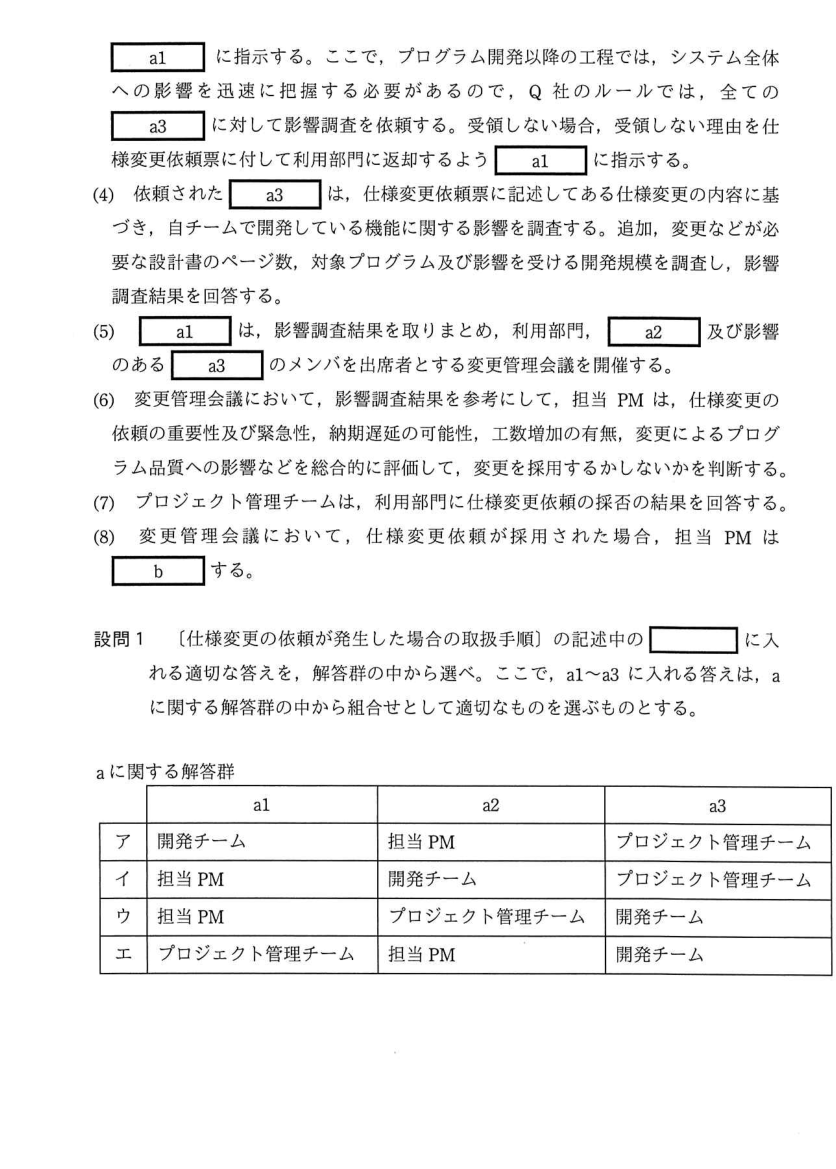 a1 に指示する。ここで，プログラム開発以降の工程では，システム全体
への影響を迅速に把握する必要があるので，Q 社のルールでは，全ての
a3 に対して影響調査を依頼する。受領しない場合，受領しない理由を仕
様変更依頼票に付して利用部門に返却するよう a1 に指示する。
(4) 依頼された a3 は，仕様変更依頼票に記述してある仕様変更の内容に基
づき，自チームで開発している機能に関する影響を調査する。追加，変更などが必
要な設計書のページ数，対象プログラム及び影響を受ける開発規模を調査し，影響
調査結果を回答する。
(5) a1 は，影響調査結果を取りまとめ，利用部門， a2 及び影響
のある a3 のメンバを出席者とする変更管理会議を開催する。
(6) 変更管理会議において，影響調査結果を参考にして，担当 PM は，仕様変更の
依頼の重要性及び緊急性，納期遅延の可能性，工数増加の有無，変更によるプログ
ラム品質への影響などを総合的に評価して，変更を採用するかしないかを判断する。
(7) プロジェクト管理チームは，利用部門に仕様変更依頼の採否の結果を回答する。
(8) 変更管理会議において，仕様変更依頼が採用された場合，担当 PM は
b する。
設問 1 〔仕様変更の依頼が発生した場合の取扱手順〕の記述中の に入
れる適切な答えを，解答群の中から選べ。ここで，a1～a3 に入れる答えは，a
に関する解答群の中から組合せとして適切なものを選ぶものとする。
a に関する解答群
a1 a2 a3
ア 開発チーム 担当 PM プロジェクト管理チーム
イ 担当 PM 開発チーム プロジェクト管理チーム
ウ 担当 PM プロジェクト管理チーム 開発チーム
エ プロジェクト管理チーム 担当 PM 開発チーム